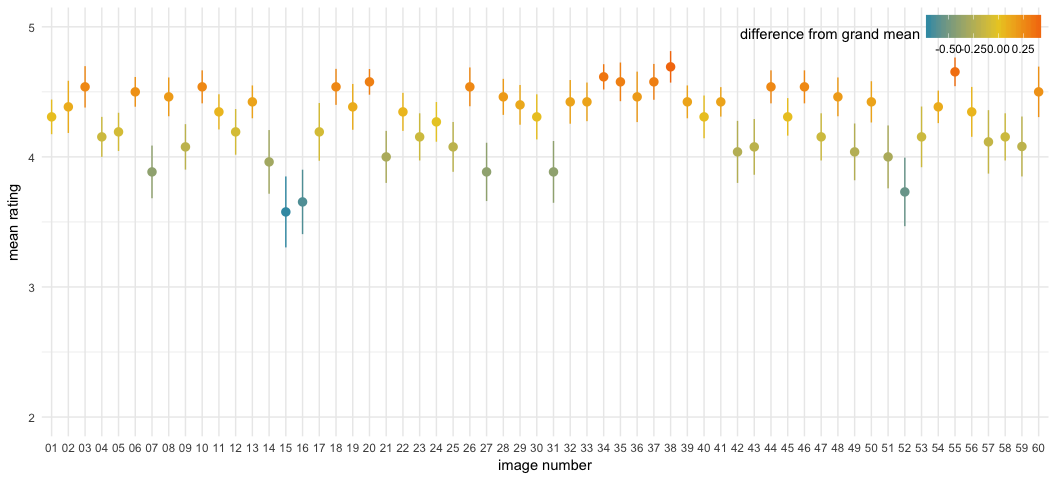 difference from grand mean
-0.50-0.250.00 0.25
5
4
3
2
mean rating
01 02 03 04 05 06 07 08 09 10 11 12 13 14 15 16 17 18 19 20 21 22 23 24 25 26 27 28 29 30 31 32 33 34 35 36 37 38 39 40 41 42 43 44 45 46 47 48 49 50 51 52 53 54 55 56 57 58 59 60
image number